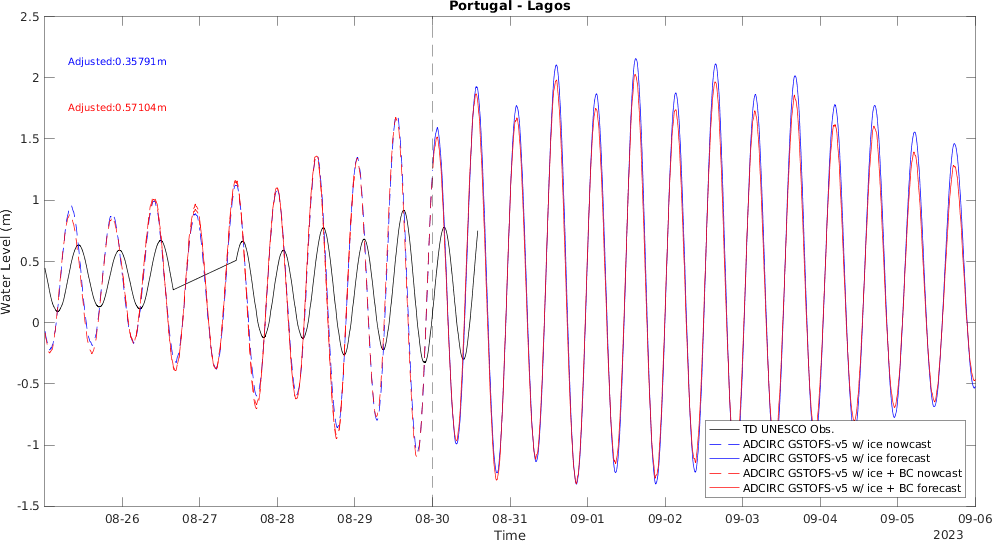 Portugal - Lagos
2.5
2
1.5
1
0.5
0
-0.5
-1
-1.5
Water Level (m)
Adjusted:0.35791m
Adjusted:0.57104m
TD UNESCO Obs.
ADCIRC GSTOFS-v5 w/ ice nowcast
ADCIRC GSTOFS-v5 w/ ice forecast
ADCIRC GSTOFS-v5 w/ ice + BC nowcast
ADCIRC GSTOFS-v5 w/ ice + BC forecast
08-26 08-27 08-28 08-29 08-30 08-31 09-01 09-02 09-03 09-04 09-05 09-06
Time
2023